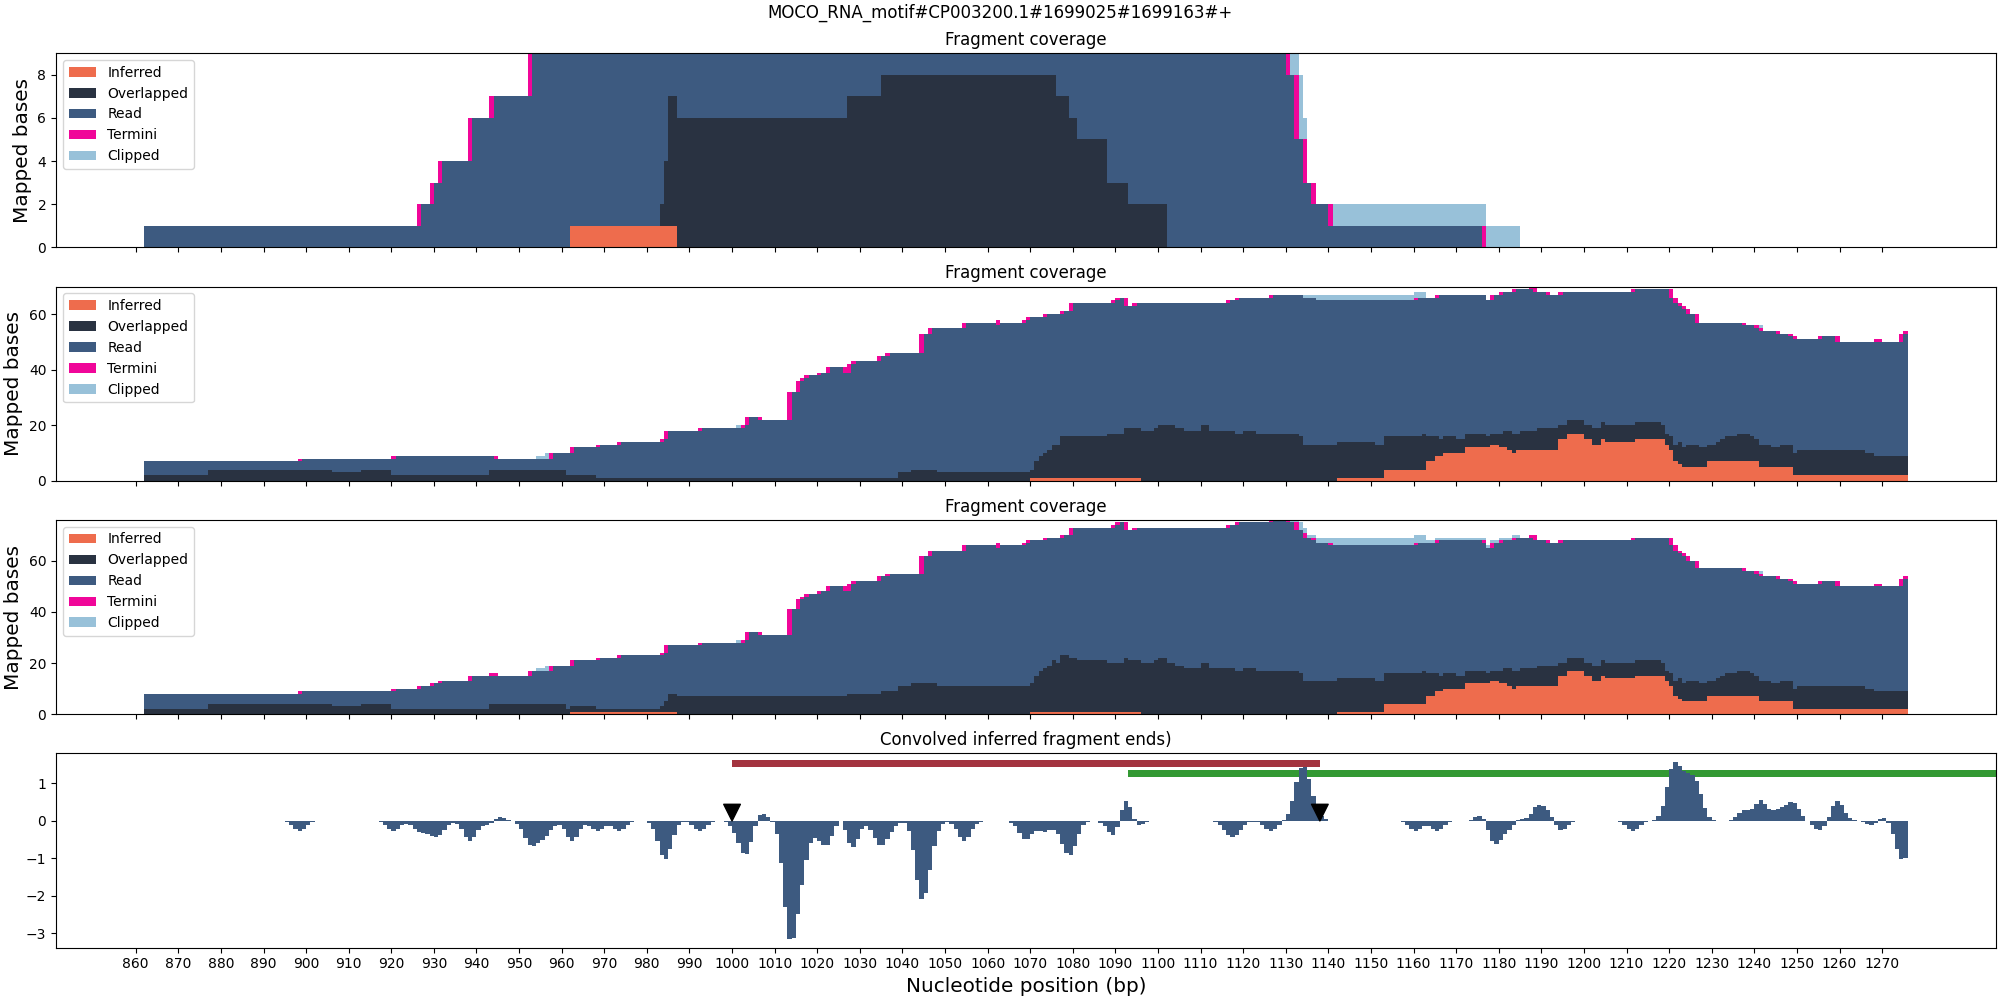 MOCO_RNA_motif#CP003200.1#1699025#1699163#+
Fragment coverage
Mapped bases
8
6
4
2
0
Inferred
Overlapped
Read
Termini
Clipped
Fragment coverage
Mapped bases
60
40
20
0
Inferred
Overlapped
Read
Termini
Clipped
Fragment coverage
Mapped bases
60
40
20
0
Inferred
Overlapped
Read
Termini
Clipped
Convolved inferred fragment ends)
1
0
−1
−2
−3
860 870 880 890 900 910 920 930 940 950 960 970 980 990 1000 1010 1020 1030 1040 1050 1060 1070 1080 1090 1100 1110 1120 1130 1140 1150 1160 1170 1180 1190 1200 1210 1220 1230 1240 1250 1260 1270
Nucleotide position (bp)